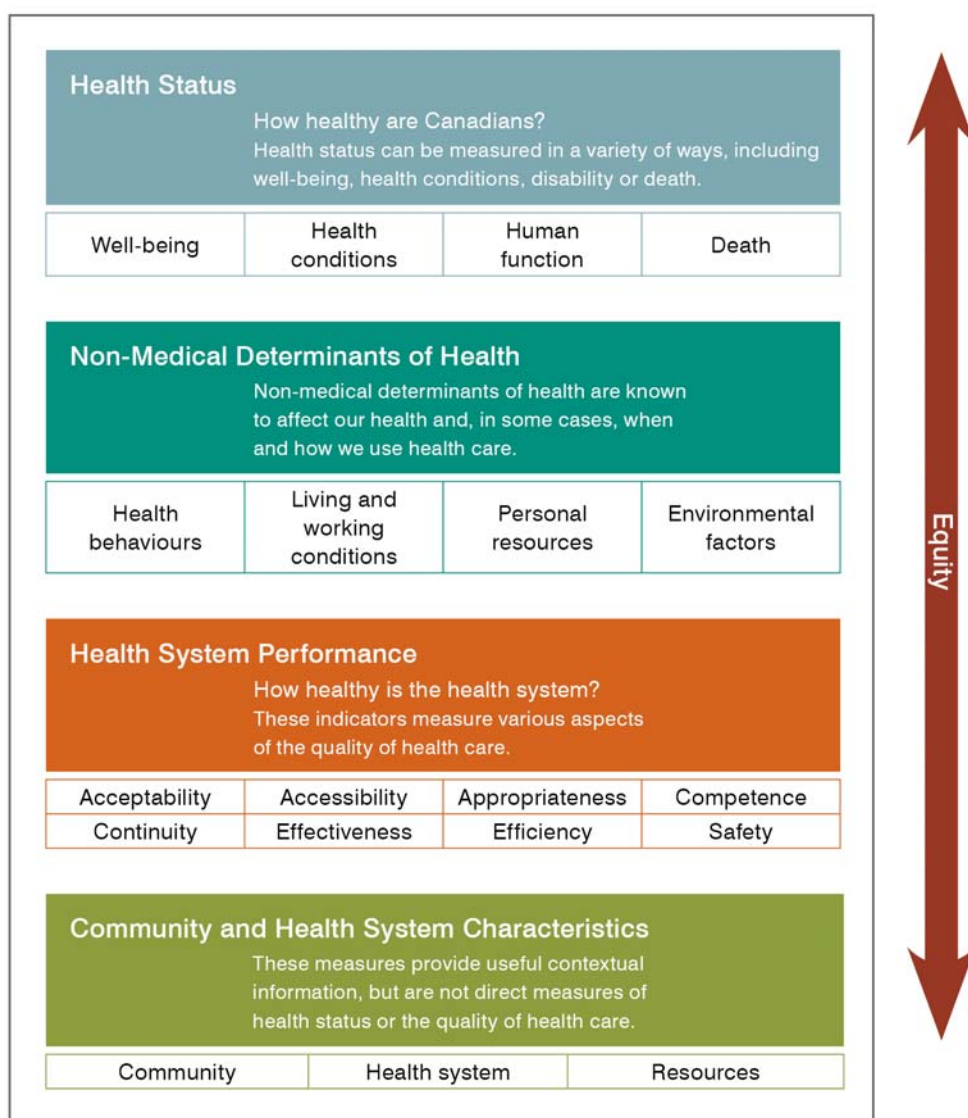 Health Status
How healthy are Canadians?
Health status can be measured in a variety of ways, including
well-being, health conditions, disability or death.
Well-being
Health
conditions
Human
function
Death
Non-Medical Determinants of Health
Non-medical determinants of health are known
to affect our health and, in some cases, when
and how we use health care.
Health
behaviours
Living and
working
conditions
Personal
resources
Environmental
factors
Health System Performance
How healthy is the health system?
These indicators measure various aspects
of the quality of health care.
Acceptability
Accessibility
Appropriateness
Competence
Continuity
Effectiveness
Efficiency
Safety
Community and Health System Characteristics
These measures provide useful contextual
information, but are not direct measures of
health status or the quality of health care.
Community
Health system
Resources
Equity